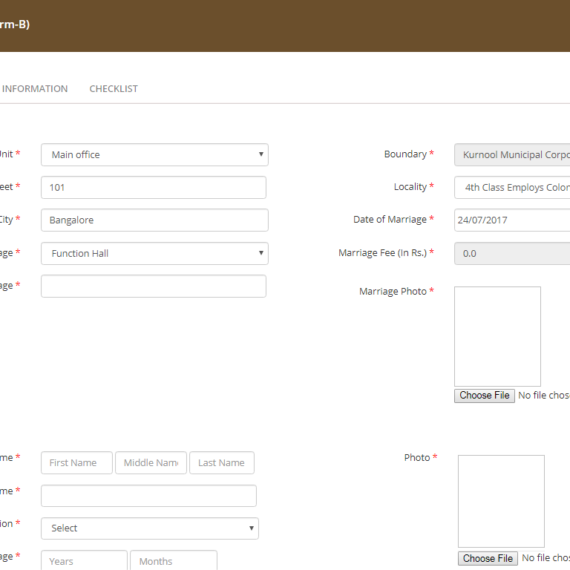 rm-B)
INFORMATION CHECKLIST
Unit * Main office Boundary * Kurnool Municipal Corpo
eet * 101 Locality * 4th Class Employs Colon
City * Bangalore Date of Marriage * 24/07/2017
age * Function Hall Marriage Fee (In Rs.) * 0.0
age *
Marriage Photo *
Choose File No file chos
me * First Name Middle Nam Last Name Photo *
me *
ion * Select
age * Years Months
Choose File No file chos